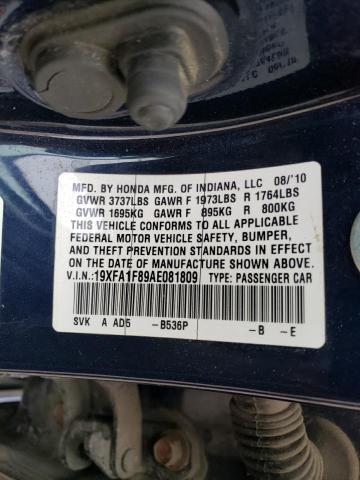 MFD. BY HONDA MFG. OF INDIANA, LLC 08/'10
GVWR 3737LBS GAWR F 1973LBS R 1764LBS
GVWR 1695KG GAWR F 895KG R 800KG
THIS VEHICLE CONFORMS TO ALL APPLICABLE
FEDERAL MOTOR VEHICLE SAFETY, BUMPER,
AND THEFT PREVENTION STANDARDS IN EFFECT
ON THE DATE OF MANUFACTURE SHOWN ABOVE.
V.I.N.: 19XFA1F89AE081809 TYPE: PASSENGER CAR
SVK A AD5 -B536P -B -E